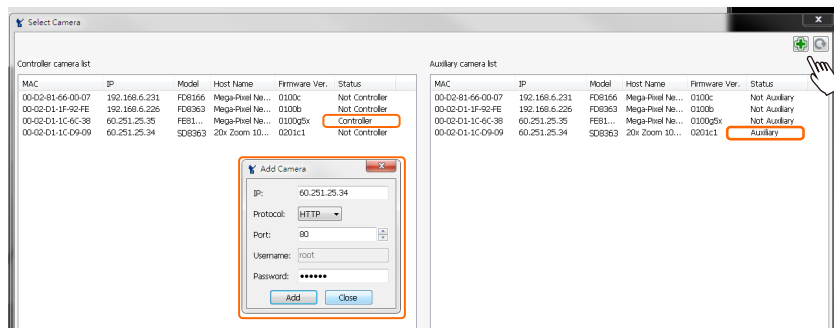 Select Camera
x
Controller camera list
MAC IP Model Host Name Firmware Ver. Status
00-D2-81-66-00-07 192.168.6.231 FD8166 Mega-Pixel Ne... 0100c Not Controller
00-02-D1-1F-92-FE 192.168.6.226 FD8363 Mega-Pixel Ne... 0100b Not Controller
00-02-D1-1C-6C-38 60.251.25.35 FE81... Mega-Pixel Ne... 0100g5x Controller
00-02-D1-1C-D9-09 60.251.25.34 SD8363 20x Zoom 10... 0201c1 Not Controller
Auxiliary camera list
MAC IP Model Host Name Firmware Ver. Status
00-D2-81-66-00-07 192.168.6.231 FD8166 Mega-Pixel Ne... 0100c Not Auxiliary
00-02-D1-1F-92-FE 192.168.6.226 FD8363 Mega-Pixel Ne... 0100b Not Auxiliary
00-02-D1-1C-6C-38 60.251.25.35 FE81... Mega-Pixel Ne... 0100g5x Not Auxiliary
00-02-D1-1C-D9-09 60.251.25.34 SD8363 20x Zoom 10... 0201c1 Auxiliary
Add Camera
x
IP: 60.251.25.34
Protocol: HTTP
Port: 80
Username: root
Password: ••••••
Add Close